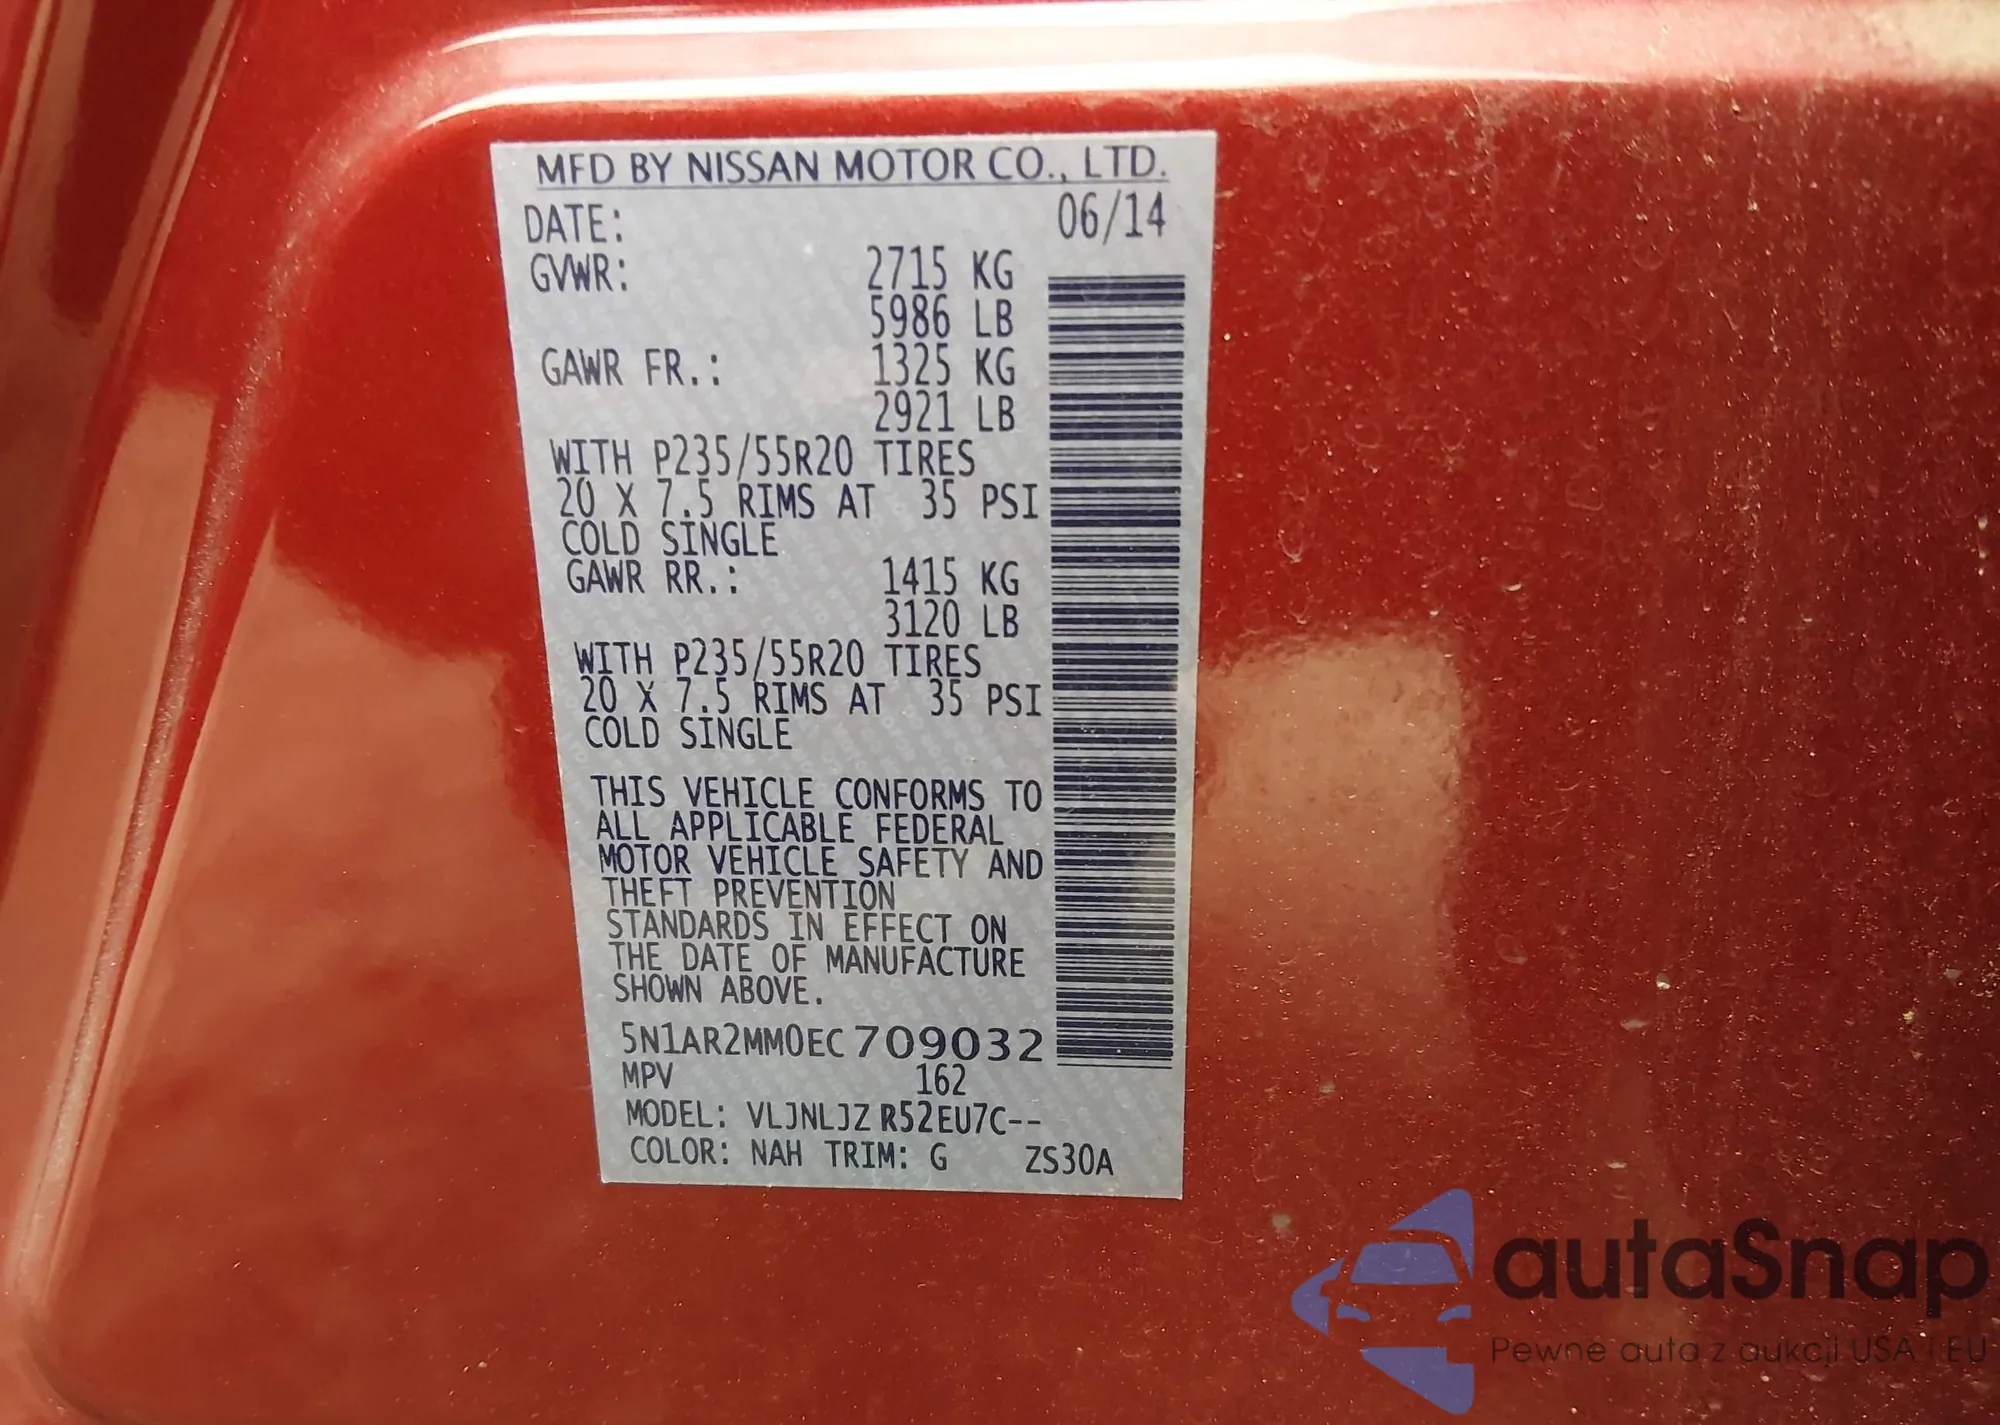 MFD BY NISSAN MOTOR CO., LTD.
DATE: 06/14
GVWR: 2715 KG
5986 LB
GAWR FR.: 1325 KG
2921 LB
WITH P235/55R20 TIRES
20 X 7.5 RIMS AT 35 PSI
COLD SINGLE
GAWR RR.: 1415 KG
3120 LB
WITH P235/55R20 TIRES
20 X 7.5 RIMS AT 35 PSI
COLD SINGLE
THIS VEHICLE CONFORMS TO
ALL APPLICABLE FEDERAL
MOTOR VEHICLE SAFETY AND
THEFT PREVENTION
STANDARDS IN EFFECT ON
THE DATE OF MANUFACTURE
SHOWN ABOVE.
5N1AR2MM0EC709032
MPV 162
MODEL: VLJNLJZ R52EU7C--
COLOR: NAH TRIM: G ZS30A
autaSnap
Pewne auta z aukcji USA i EU